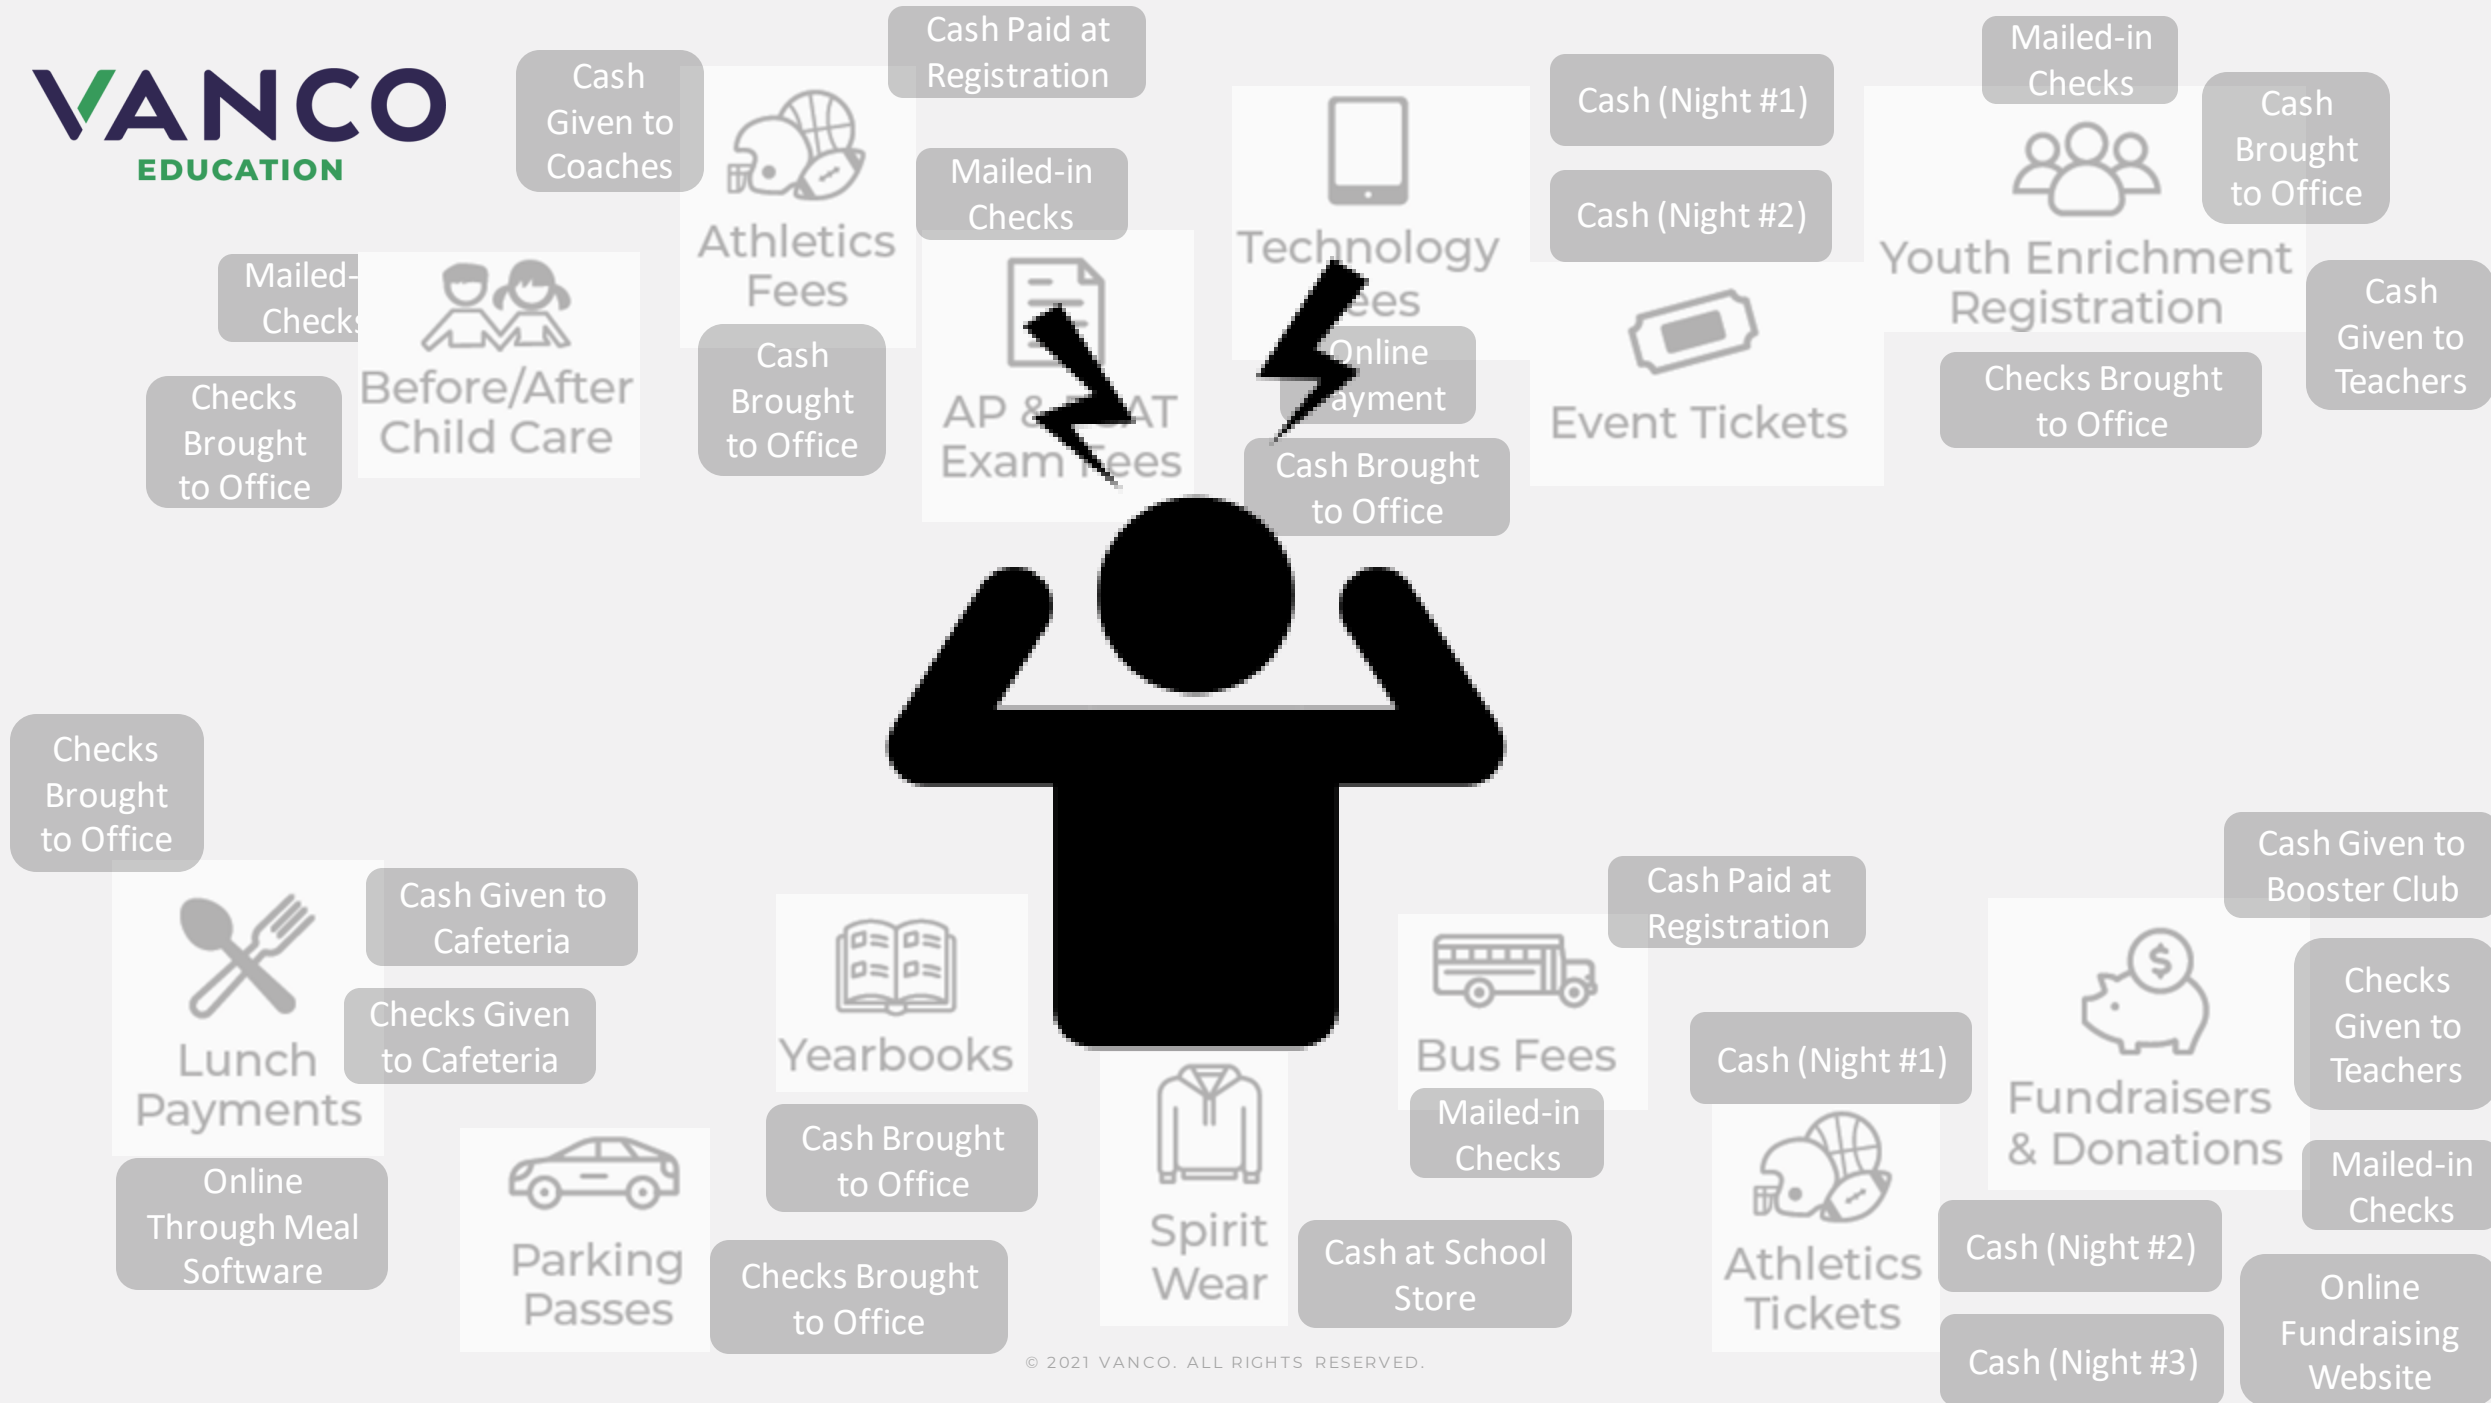 VANCO
EDUCATION
Cash
Given to
Coaches
Cash Paid at
Registration
Athletics
Fees
Mailed-in
Checks
Cash
Brought
to Office
Mailed-
Checks
Checks
Brought
to Office
Before/After
Child Care
AP &
Exam Fees
Technology
Online
Cash Brought
to Office
Cash (Night #1)
Cash (Night #2)
Event Tickets
Mailed-in
Checks
Cash
Brought
to Office
Youth Enrichment
Registration
Cash
Given to
Teachers
Checks Brought
to Office
Checks
Brought
to Office
Cash Given to
Cafeteria
Checks Given
to Cafeteria
Lunch
Payments
Online
Through Meal
Software
Parking
Passes
Checks Brought
to Office
Yearbooks
Cash Brought
to Office
Spirit
Wear
Cash at School
Store
Cash Paid at
Registration
Bus Fees
Mailed-in
Checks
Cash (Night #1)
Athletics
Tickets
Cash (Night #2)
Cash (Night #3)
Cash Given to
Booster Club
$
Fundraisers
& Donations
Checks
Given to
Teachers
Mailed-in
Checks
Online
Fundraising
Website
© 2021 VANCO. ALL RIGHTS RESERVED.